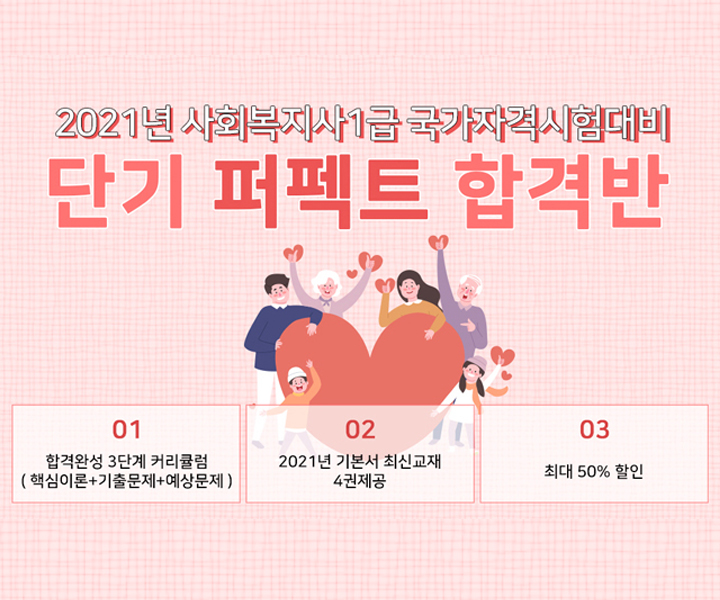 2021년 사회복지사1급 국가자격시험대비
단기 퍼펙트 합격반
01
합격완성 3단계 커리큘럼
( 핵심이론+기출문제+예상문제 )
02
2021년 기본서 최신교재
4권제공
03
최대 50% 할인